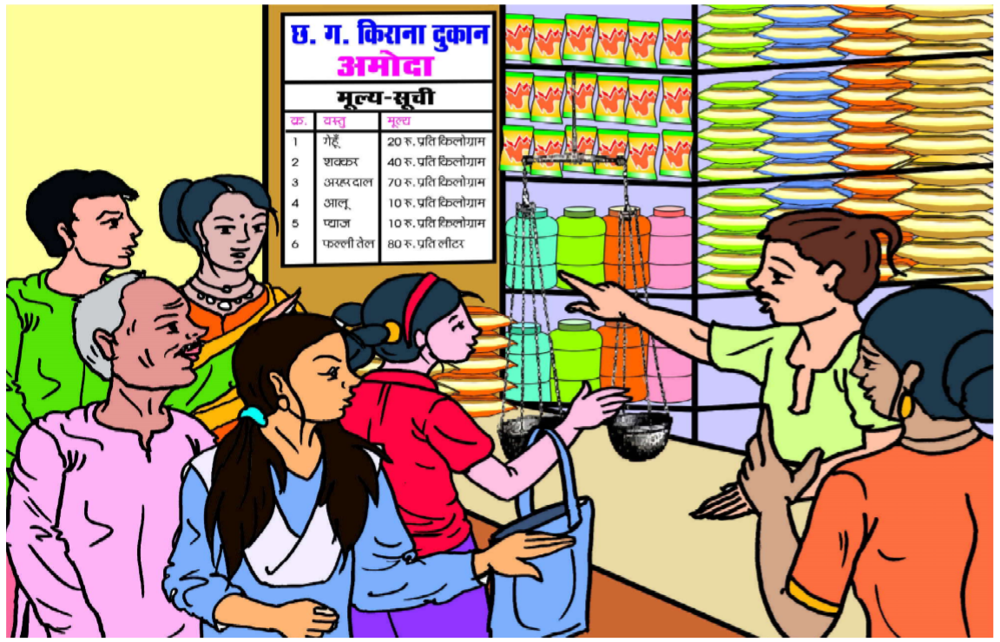 छ. ग. किराना दुकान
अमोदा
मूल्य-सूची
क्र. वस्तु मूल्य
1 गेहूँ 20 रु. प्रति किलोग्राम
2 शक्कर 40 रु. प्रति किलोग्राम
3 अरहर दाल 70 रु. प्रति किलोग्राम
4 आलू 10 रु. प्रति किलोग्राम
5 प्याज 10 रु. प्रति किलोग्राम
6 फल्ली तेल 80 रु. प्रति लीटर